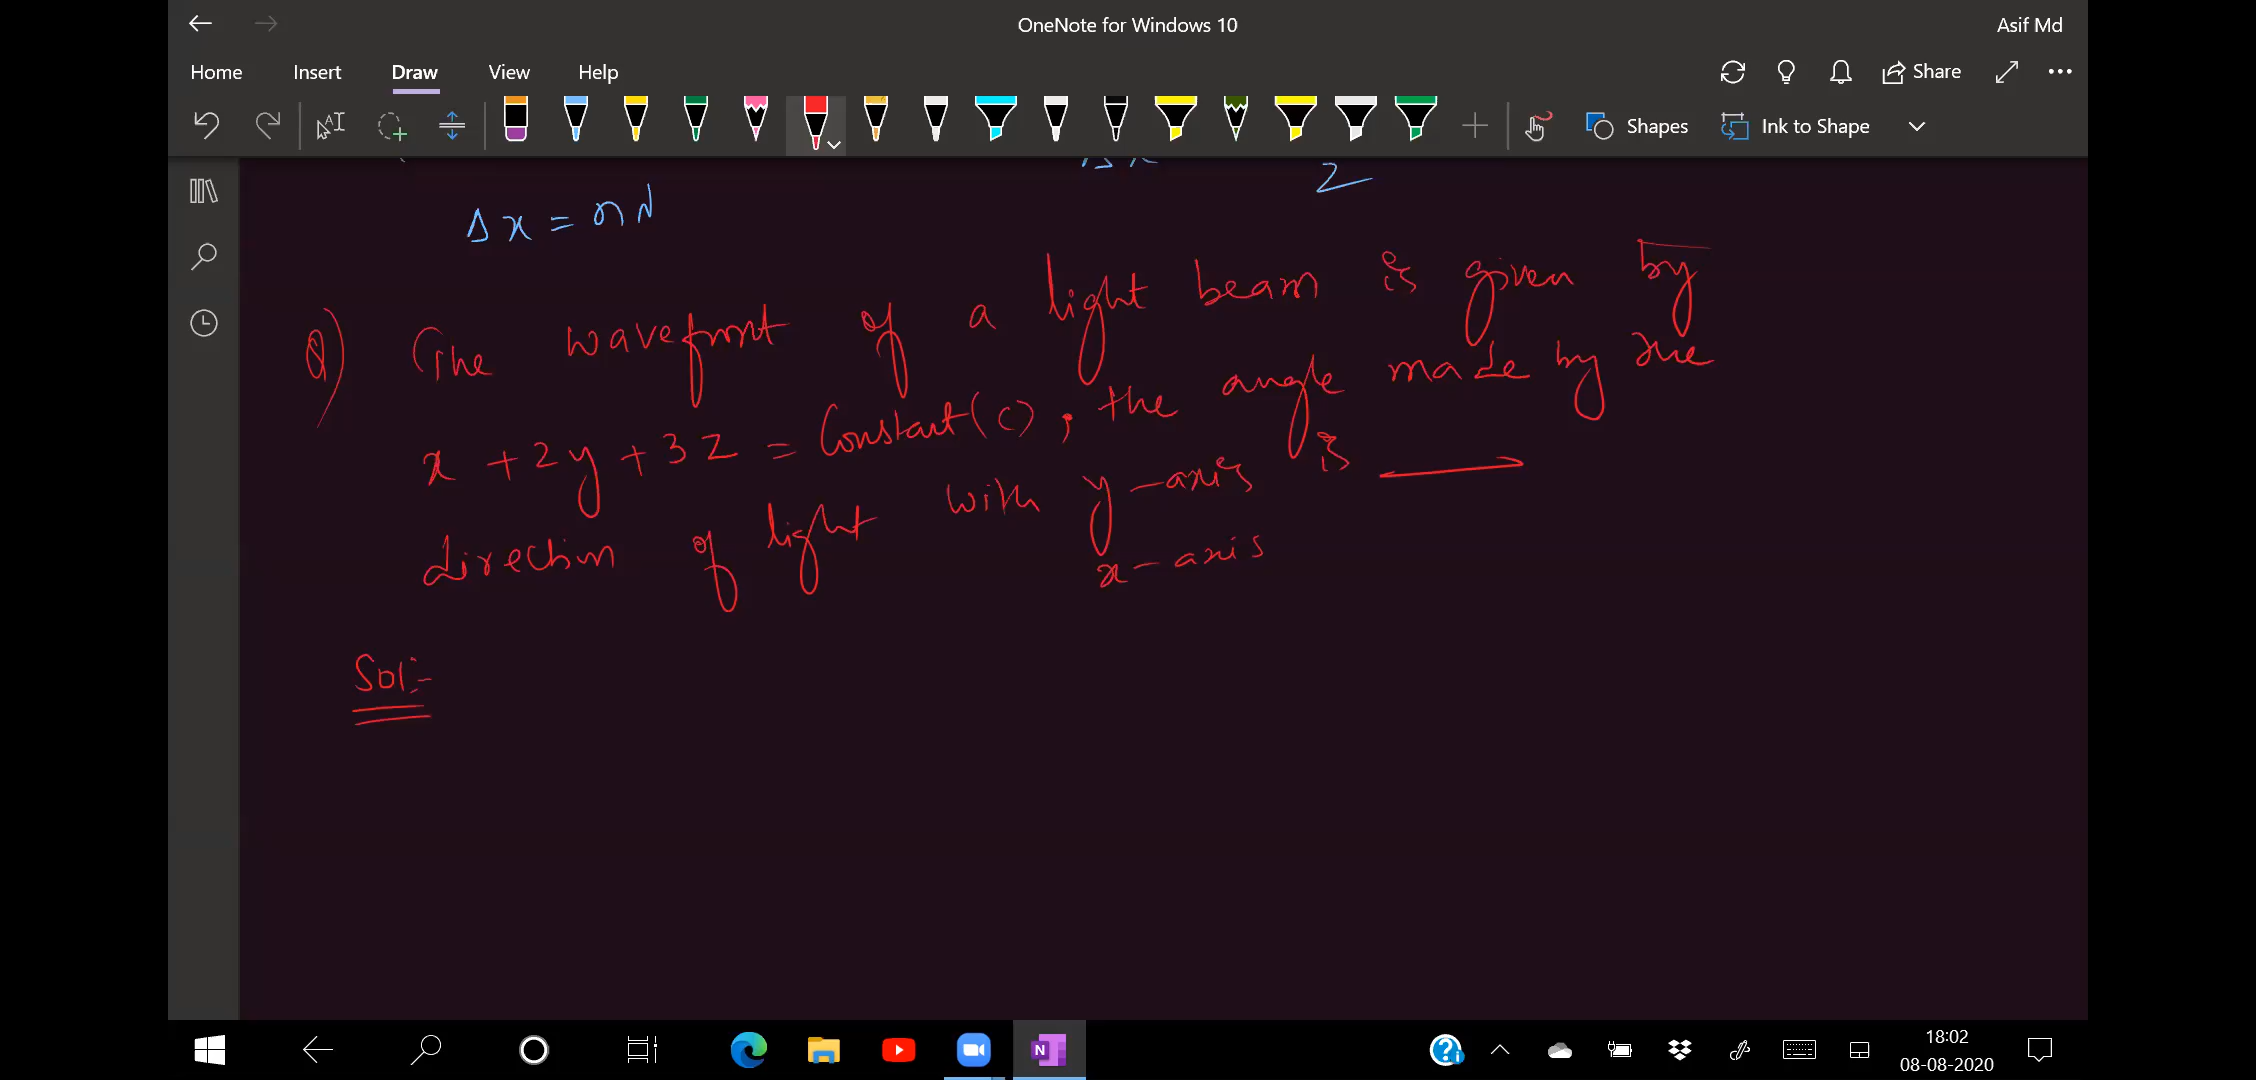 OneNote for Windows 10
Asif Md
Home Insert Draw View Help
Share
Shapes
Ink to Shape
2
Δx = nλ
Q) The wavefront of a light beam is given by
x + 2y + 3z = Constant (c), the angle made by the
direction of light with y-axis is
x-axis
Sol:-
18:02
08-08-2020